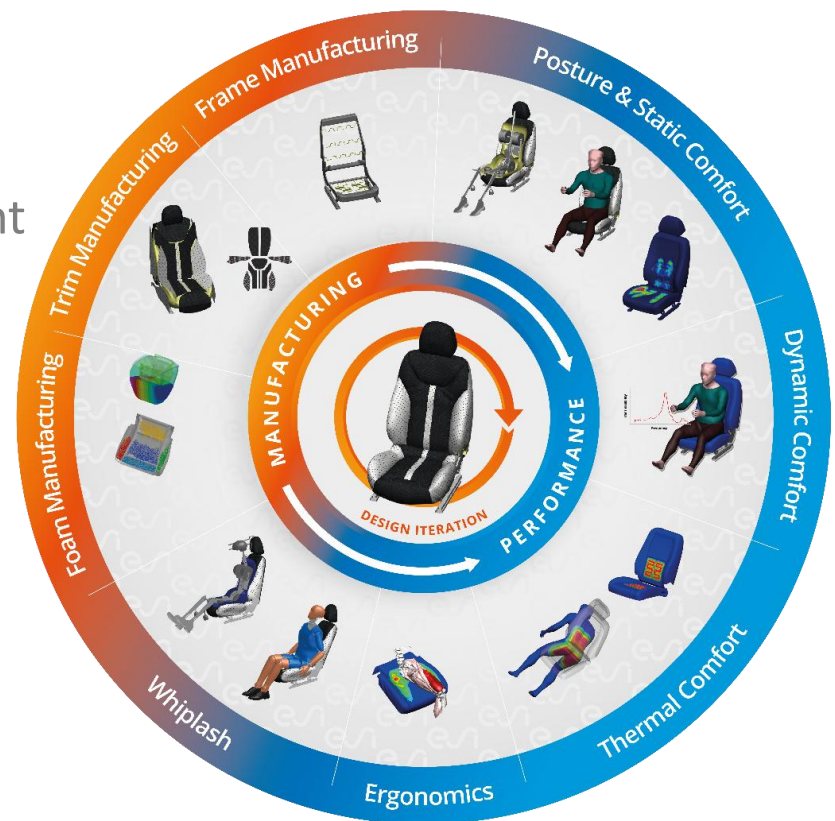 Frame Manufacturing
Posture & Static Comfort
Trim Manufacturing
nt
MANUFACTURING
Dynamic Comfort
Foam Manufacturing
PERFORMANCE
DESIGN ITERATION
Whiplash
Thermal Comfort
Ergonomics